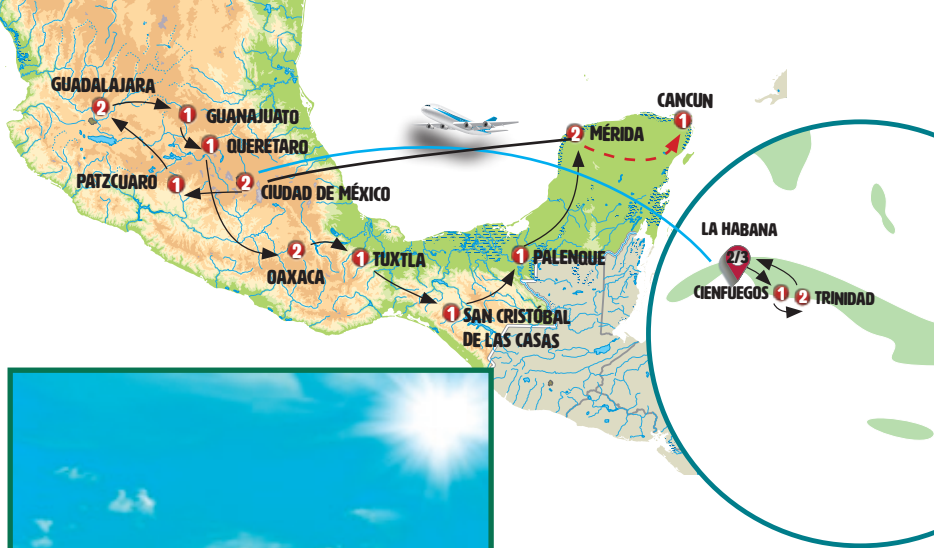 GUADALAJARA
2
1 GUANAJUATO
1 QUERETARO
PATZCUARO 1
2 CIUDAD DE MÉXICO
2
OAXACA
1 TUXTLA
1 SAN CRISTÓBAL
DE LAS CASAS
1 PALENQUE
2 MÉRIDA
CANCUN
1
LA HABANA
2/3
CIENFUEGOS 1
2 TRINIDAD